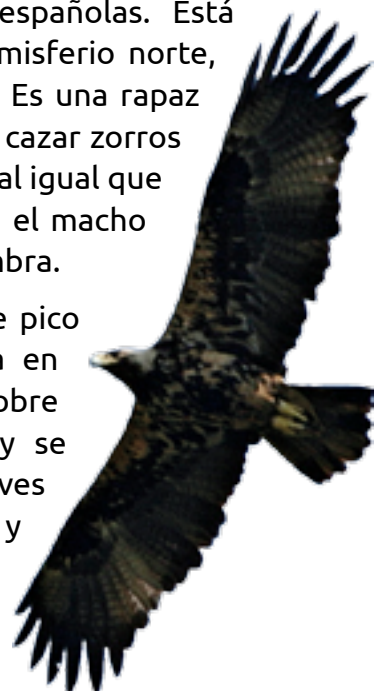 españolas. Está
misferio norte,
Es una rapaz
cazar zorros
al igual que
el macho
bra.
e pico
en
obre
y se
ves
y